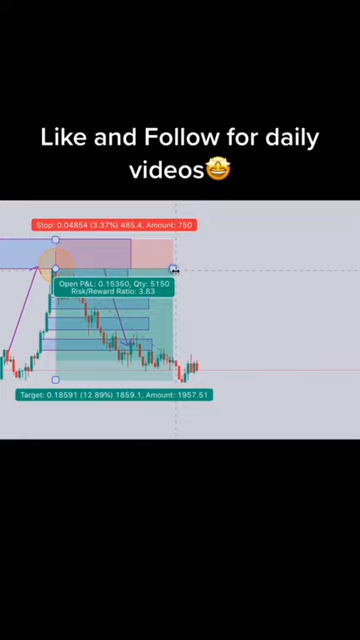 Like and Follow for daily
videos🤩
Stop: 0.04854 (3.37%) 485.4, Amount: 750
Open P&L: 0.15350, Qty: 5150
Risk/Reward Ratio: 3.83
Target: 0.18591 (12.89%) 1859.1, Amount: 1957.51